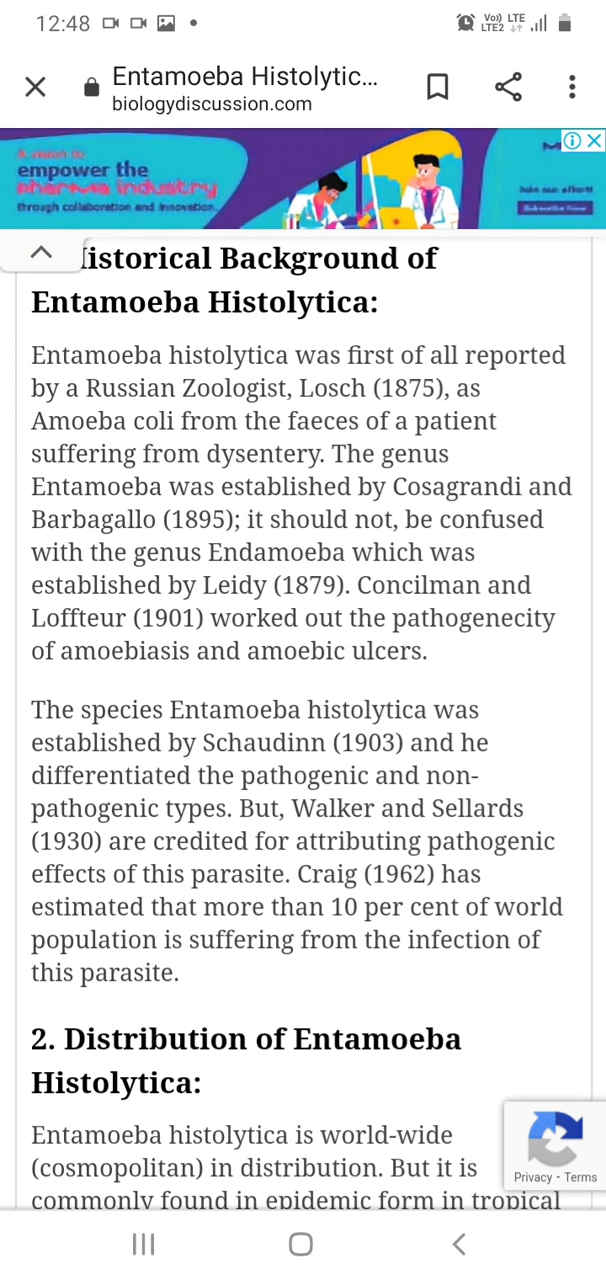 12:48
Vo)) LTE
LTE2
Entamoeba Histolytic...
biologydiscussion.com
empower the
pharma industry
through collaboration and innovation...
Join our effort!
Subscribe Now
istorical Background of
Entamoeba Histolytica:
Entamoeba histolytica was first of all reported
by a Russian Zoologist, Losch (1875), as
Amoeba coli from the faeces of a patient
suffering from dysentery. The genus
Entamoeba was established by Cosagrandi and
Barbagallo (1895); it should not, be confused
with the genus Endamoeba which was
established by Leidy (1879). Concilman and
Loffteur (1901) worked out the pathogenecity
of amoebiasis and amoebic ulcers.
The species Entamoeba histolytica was
established by Schaudinn (1903) and he
differentiated the pathogenic and non-
pathogenic types. But, Walker and Sellards
(1930) are credited for attributing pathogenic
effects of this parasite. Craig (1962) has
estimated that more than 10 per cent of world
population is suffering from the infection of
this parasite.
2. Distribution of Entamoeba
Histolytica:
Entamoeba histolytica is world-wide
(cosmopolitan) in distribution. But it is
commonly found in epidemic form in tropical
Privacy - Terms